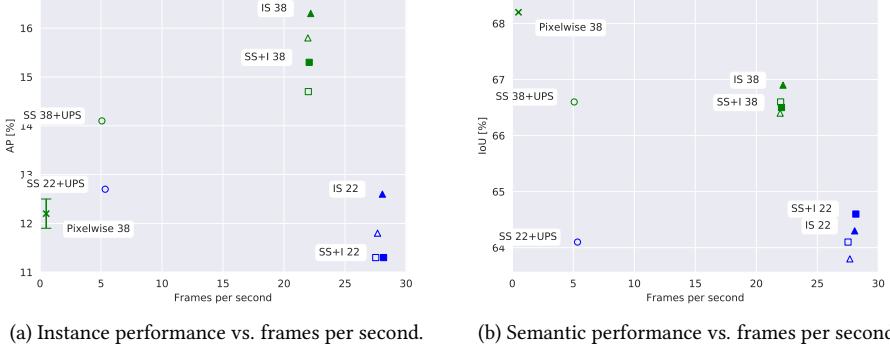 16
15
14
13
12
11
AP [%]
IS 38
SS+I 38
SS 38+UPS
SS 22+UPS
Pixelwise 38
IS 22
SS+I 22
0 5 10 15 20 25 30
Frames per second
(a) Instance performance vs. frames per second.
68
67
66
65
64
IoU [%]
Pixelwise 38
IS 38
SS 38+UPS
SS+I 38
SS+I 22
IS 22
SS 22+UPS
0 5 10 15 20 25 30
Frames per second
(b) Semantic performance vs. frames per secon